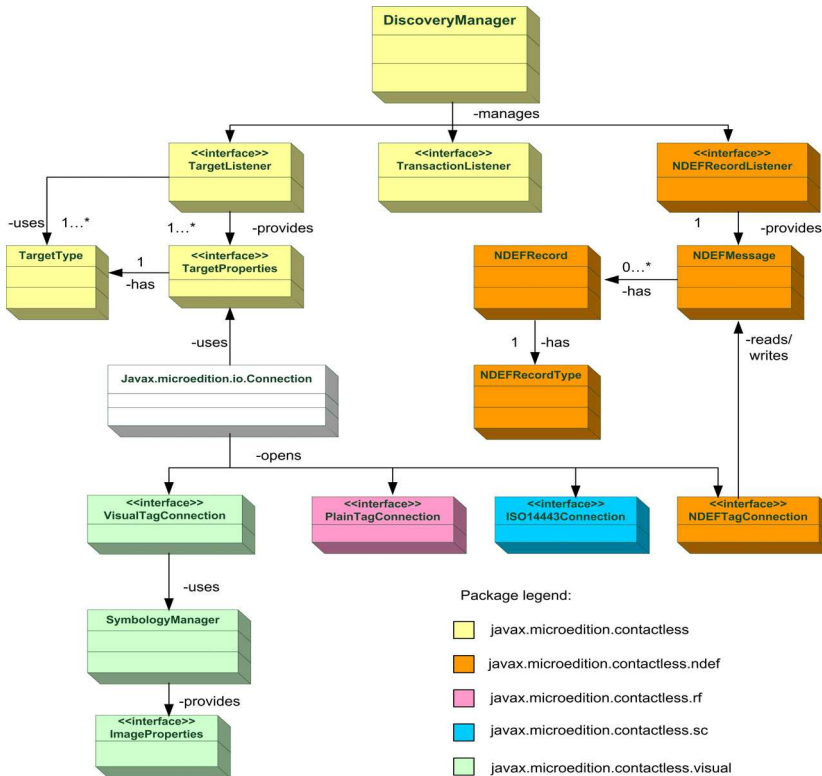 DiscoveryManager
-manages
<<interface>>
TargetListener
<<interface>>
TransactionListener
<<interface>>
NDEFRecordListener
-uses
1...*
1...*
-provides
1
-provides
TargetType
1
-has
<<interface>>
TargetProperties
NDEFRecord
0...*
-has
NDEFMessage
-uses
1
-has
-reads/
writes
Javax.microedition.io.Connection
NDEFRecordType
-opens
<<interface>>
VisualTagConnection
<<interface>>
PlainTagConnection
<<interface>>
ISO14443Connection
<<interface>>
NDEFTagConnection
-uses
SymbologyManager
-provides
<<interface>>
ImageProperties
Package legend:
javax.microedition.contactless
javax.microedition.contactless.ndef
javax.microedition.contactless.rf
javax.microedition.contactless.sc
javax.microedition.contactless.visual